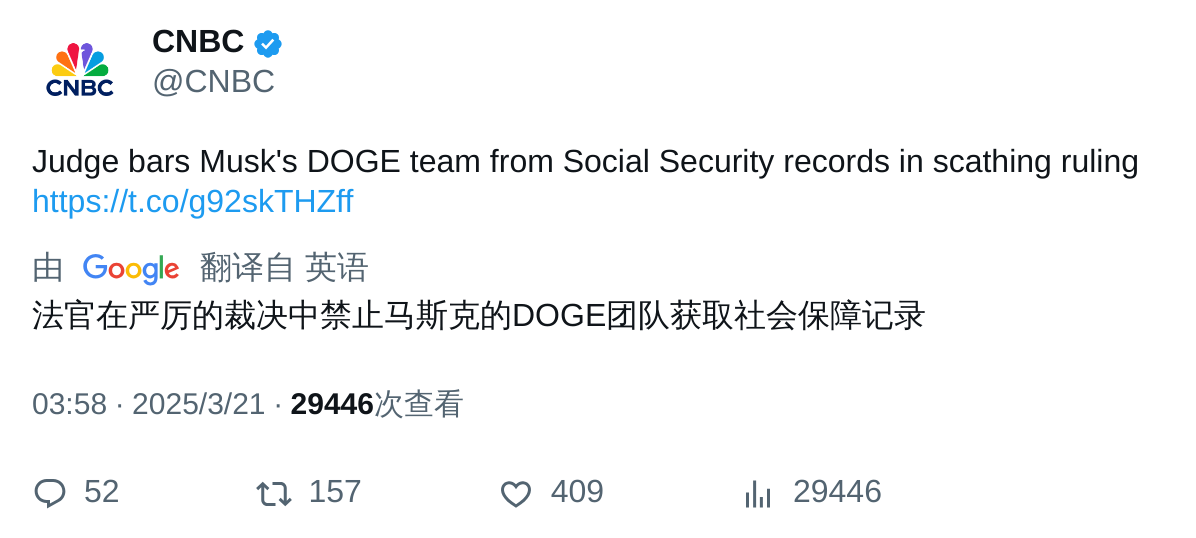 CNBC
CNBC
@CNBC
Judge bars Musk's DOGE team from Social Security records in scathing ruling
https://t.co/g92skTHZff
由 Google 翻译自 英语
法官在严厉的裁决中禁止马斯克的DOGE团队获取社会保障记录
03:58 · 2025/3/21 · 29446次查看
52 157 409 29446